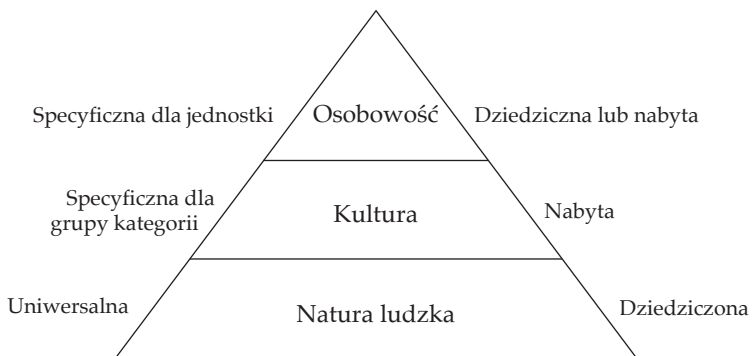 Specyficzna dla jednostki
Osobowość
Dziedziczna lub nabyta
Specyficzna dla
grupy kategorii
Kultura
Nabyta
Uniwersalna
Natura ludzka
Dziedziczona